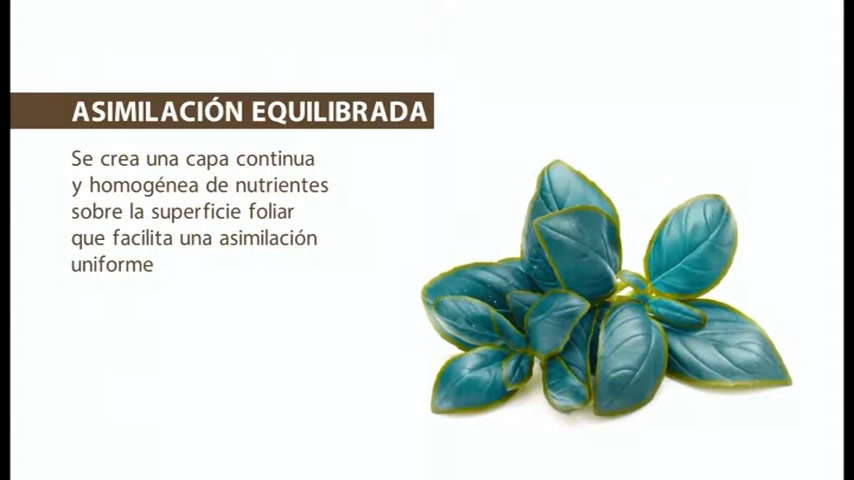 ASIMILACIÓN EQUILIBRADA
Se crea una capa continua
y homogénea de nutrientes
sobre la superficie foliar
que facilita una asimilación
uniforme